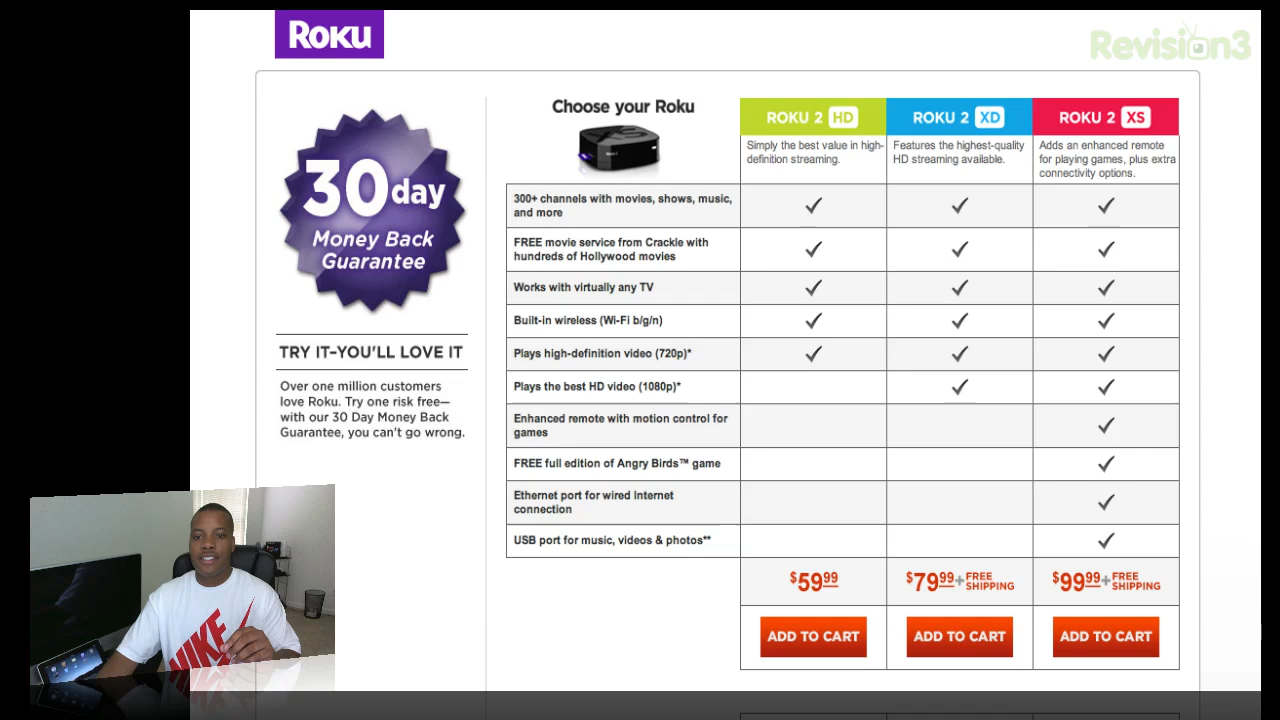 Roku
Revision3
30 day
Money Back
Guarantee
TRY IT–YOU'LL LOVE IT
Over one million customers
love Roku. Try one risk free—
with our 30 Day Money Back
Guarantee, you can't go wrong.
Choose your Roku
ROKU 2 HD
ROKU 2 XD
ROKU 2 XS
Simply the best value in high-
definition streaming.
Features the highest-quality
HD streaming available.
Adds an enhanced remote
for playing games, plus extra
connectivity options.
300+ channels with movies, shows, music,
and more
FREE movie service from Crackle with
hundreds of Hollywood movies
Works with virtually any TV
Built-in wireless (Wi-Fi b/g/n)
Plays high-definition video (720p)*
Plays the best HD video (1080p)*
Enhanced remote with motion control for
games
FREE full edition of Angry Birds™ game
Ethernet port for wired Internet
connection
USB port for music, videos & photos**
$59.99
$79.99 + FREE SHIPPING
$99.99 + FREE SHIPPING
ADD TO CART
ADD TO CART
ADD TO CART
NIKE